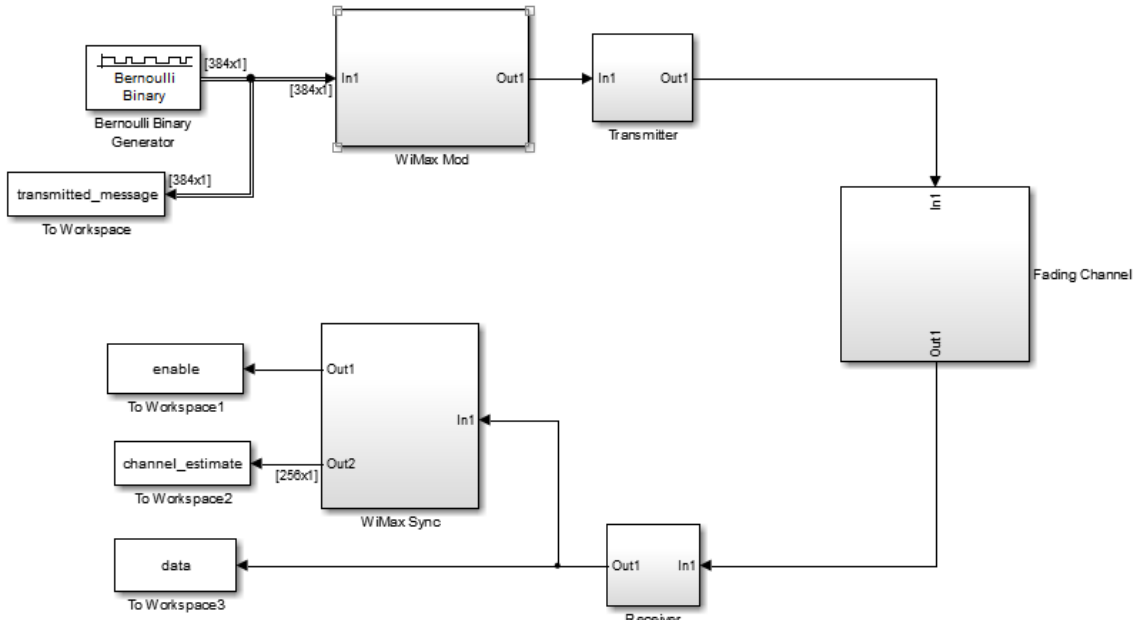 Bernoulli
Binary
Bernoulli Binary
Generator
[384x1]
[384x1]
In1
Out1
WiMax Mod
In1
Out1
Transmitter
[384x1]
transmitted_message
To Workspace
In1
Out1
Fading Channel
enable
To Workspace1
channel_estimate
To Workspace2
[256x1]
Out1
Out2
In1
WiMax Sync
data
To Workspace3
Out1
In1
Receiver